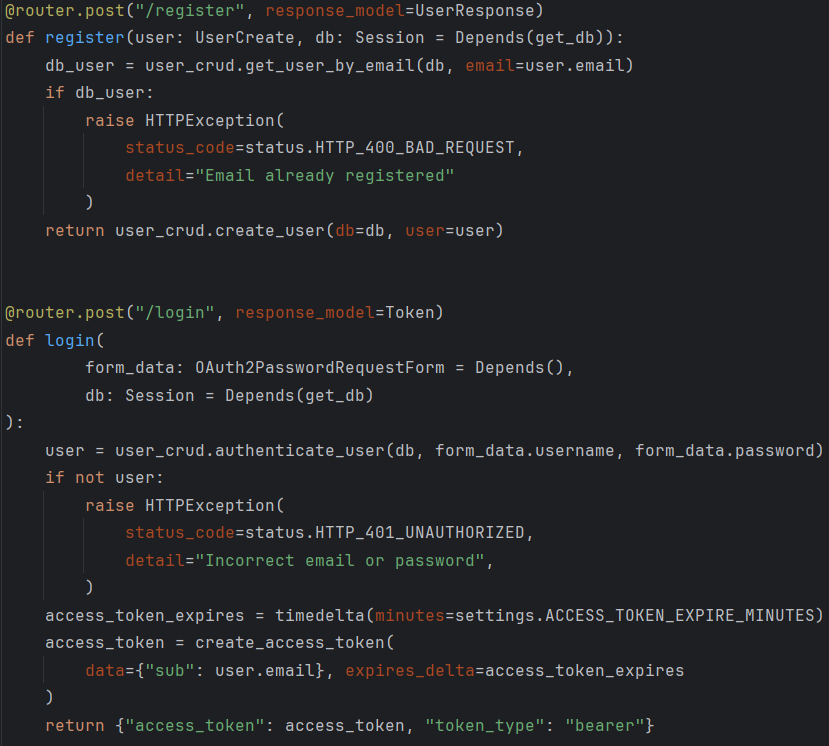 @router.post("/register", response_model=UserResponse)
def register(user: UserCreate, db: Session = Depends(get_db)):
    db_user = user_crud.get_user_by_email(db, email=user.email)
    if db_user:
        raise HTTPException(
            status_code=status.HTTP_400_BAD_REQUEST,
            detail="Email already registered"
        )
    return user_crud.create_user(db=db, user=user)
@router.post("/login", response_model=Token)
def login(
        form_data: OAuth2PasswordRequestForm = Depends(),
        db: Session = Depends(get_db)
):
    user = user_crud.authenticate_user(db, form_data.username, form_data.password)
    if not user:
        raise HTTPException(
            status_code=status.HTTP_401_UNAUTHORIZED,
            detail="Incorrect email or password",
        )
    access_token_expires = timedelta(minutes=settings.ACCESS_TOKEN_EXPIRE_MINUTES)
    access_token = create_access_token(
        data={"sub": user.email}, expires_delta=access_token_expires
    )
    return {"access_token": access_token, "token_type": "bearer"}